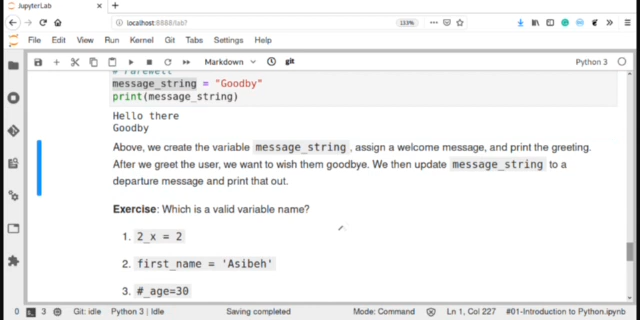 JupyterLab
localhost:8888/lab?
133%
File Edit View Run Kernel Git Tabs Settings Help
Markdown
git
Python 3
# Farewell
message_string = "Goodby"
print(message_string)
Hello there
Goodby
Above, we create the variable message_string , assign a welcome message, and print the greeting.
After we greet the user, we want to wish them goodbye. We then update message_string to a
departure message and print that out.
Exercise: Which is a valid variable name?
1. 2_x = 2
2. first_name = 'Asibeh'
3. #_age=30
0 3 Git: idle Python 3 | Idle Saving completed Mode: Command Ln 1, Col 227 #01-Introduction to Python.ipynb